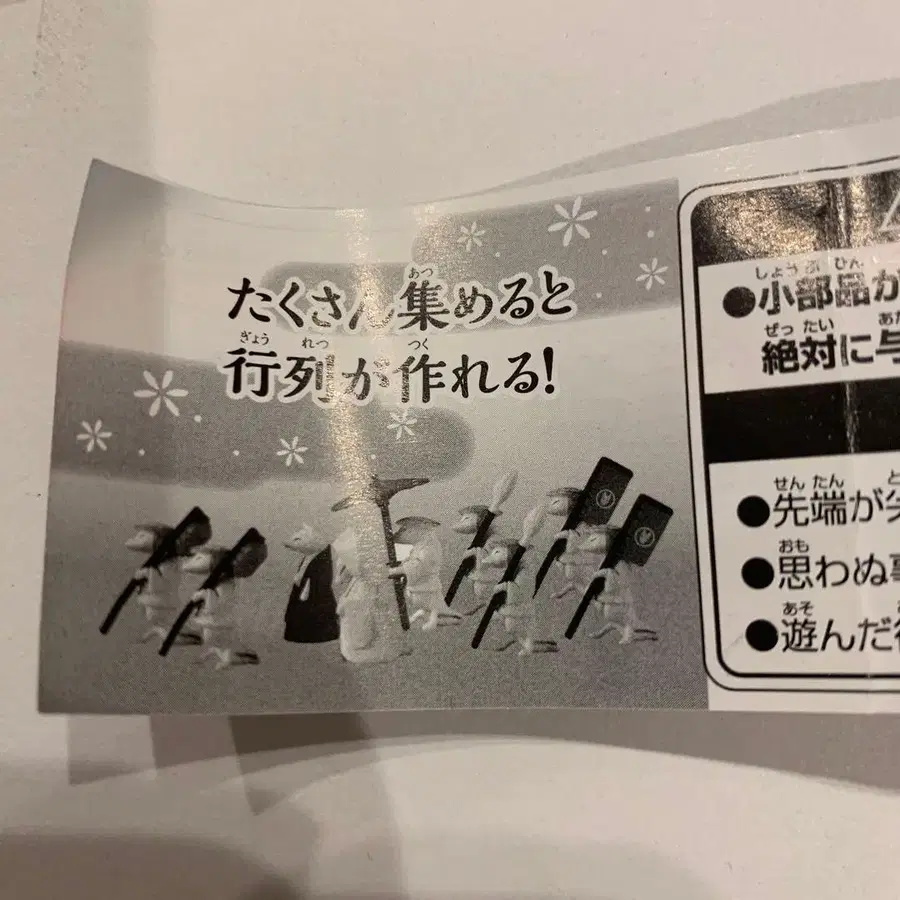 たくさん集めると
行列が作れる!
●小部品が
絶対に与
●先端が尖
●思わぬ事
●遊んだ後